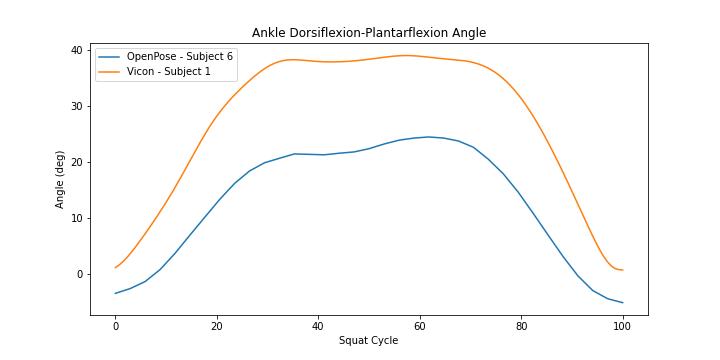 Ankle Dorsiflexion-Plantarflexion Angle
OpenPose - Subject 6
Vicon - Subject 1
40
30
20
10
0
Angle (deg)
0 20 40 60 80 100
Squat Cycle